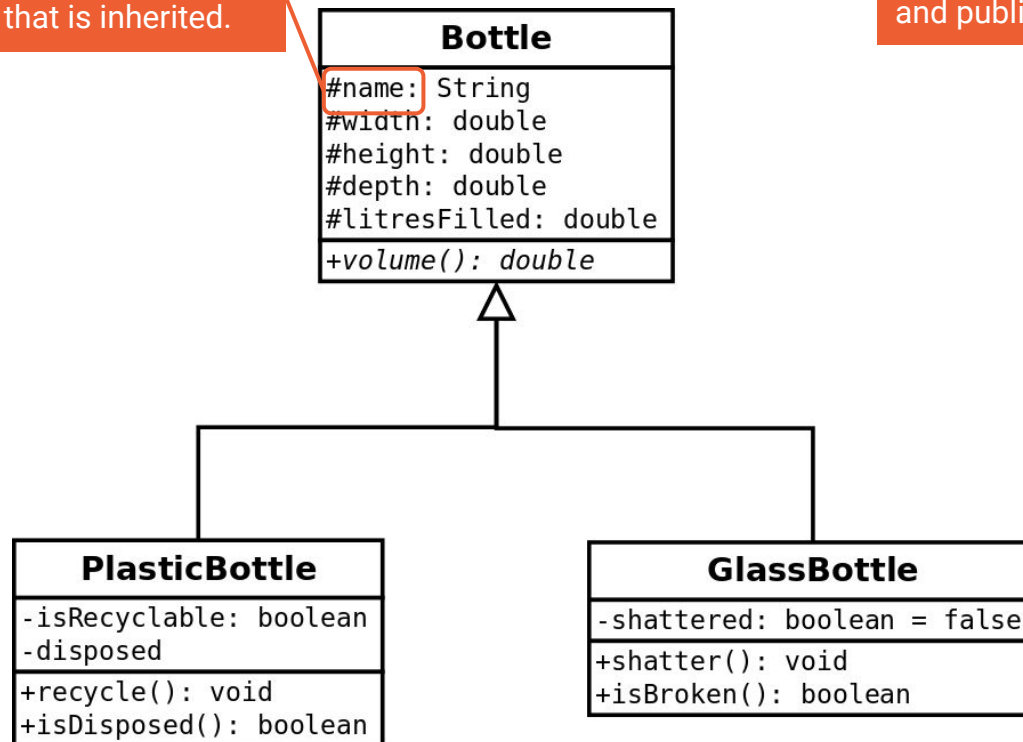 that is inherited.
and publi
Bottle
#name: String
#width: double
#height: double
#depth: double
#litresFilled: double
+volume(): double
PlasticBottle
-isRecyclable: boolean
-disposed
+recycle(): void
+isDisposed(): boolean
GlassBottle
-shattered: boolean = false
+shatter(): void
+isBroken(): boolean